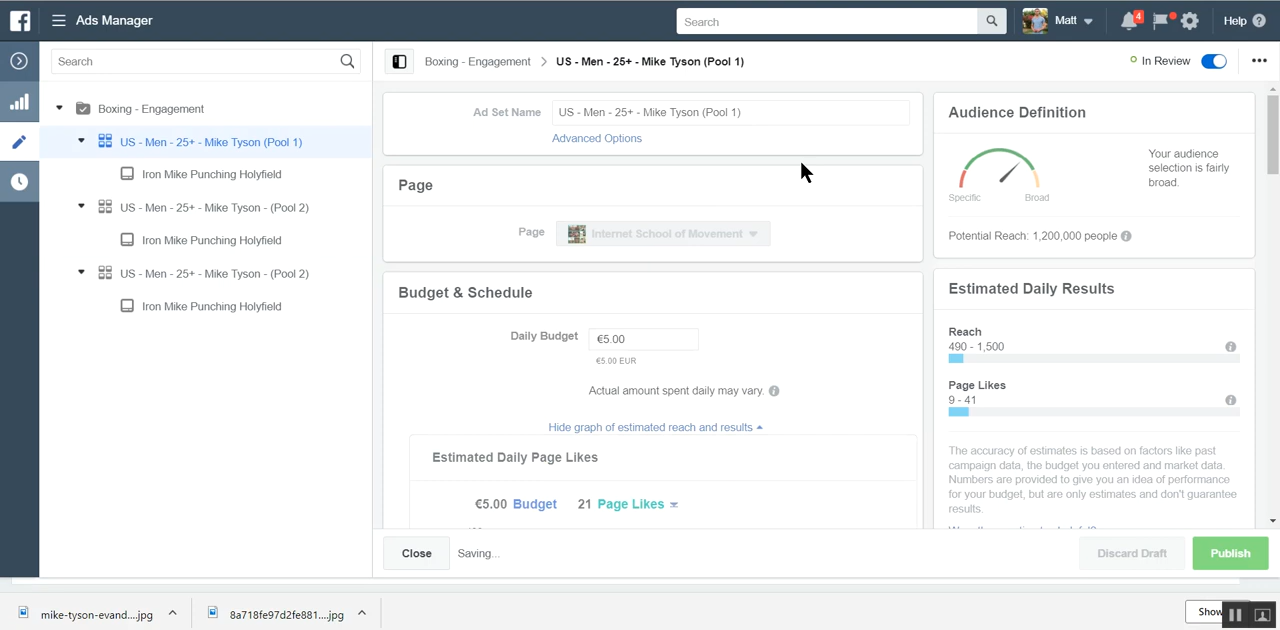 Ads Manager
Search
Matt
4
Help
Search
Boxing - Engagement
US - Men - 25+ - Mike Tyson (Pool 1)
In Review
Boxing - Engagement
US - Men - 25+ - Mike Tyson (Pool 1)
Iron Mike Punching Holyfield
US - Men - 25+ - Mike Tyson - (Pool 2)
Iron Mike Punching Holyfield
US - Men - 25+ - Mike Tyson - (Pool 2)
Iron Mike Punching Holyfield
Ad Set Name
US - Men - 25+ - Mike Tyson (Pool 1)
Advanced Options
Page
Page
Internet School of Movement
Budget & Schedule
Daily Budget
€5.00
€5.00 EUR
Actual amount spent daily may vary.
Hide graph of estimated reach and results
Estimated Daily Page Likes
€5.00 Budget
21 Page Likes
Audience Definition
Your audience
selection is fairly
broad.
Specific
Broad
Potential Reach: 1,200,000 people
Estimated Daily Results
Reach
490 - 1,500
Page Likes
9 - 41
The accuracy of estimates is based on factors like past
campaign data, the budget you entered and market data.
Numbers are provided to give you an idea of performance
for your budget, but are only estimates and don't guarantee
results.
Close
Saving...
Discard Draft
Publish
mike-tyson-evand....jpg
8a718fe97d2fe881....jpg
Show